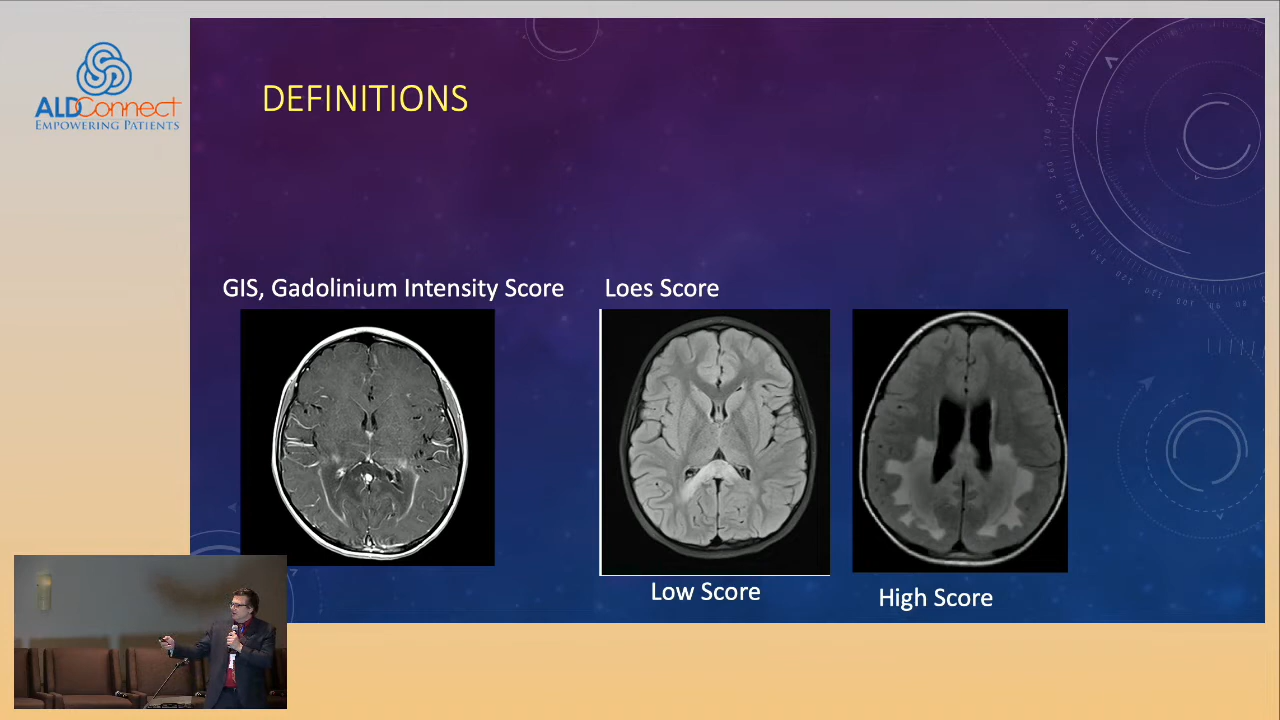 ALDConnect
EMPOWERING PATIENTS
DEFINITIONS
GIS, Gadolinium Intensity Score
Loes Score
Low Score
High Score